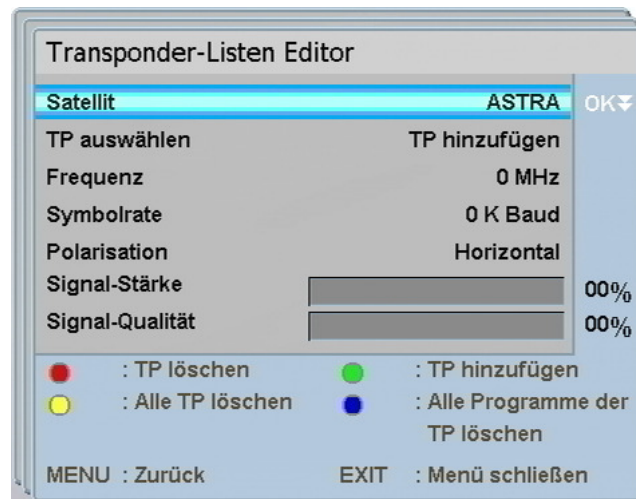 Transponder-Listen Editor
Satellit ASTRA OK
TP auswählen TP hinzufügen
Frequenz 0 MHz
Symbolrate 0 K Baud
Polarisation Horizontal
Signal-Stärke 00%
Signal-Qualität 00%
: TP löschen : TP hinzufügen
: Alle TP löschen : Alle Programme der
TP löschen
MENU : Zurück EXIT : Menü schließen